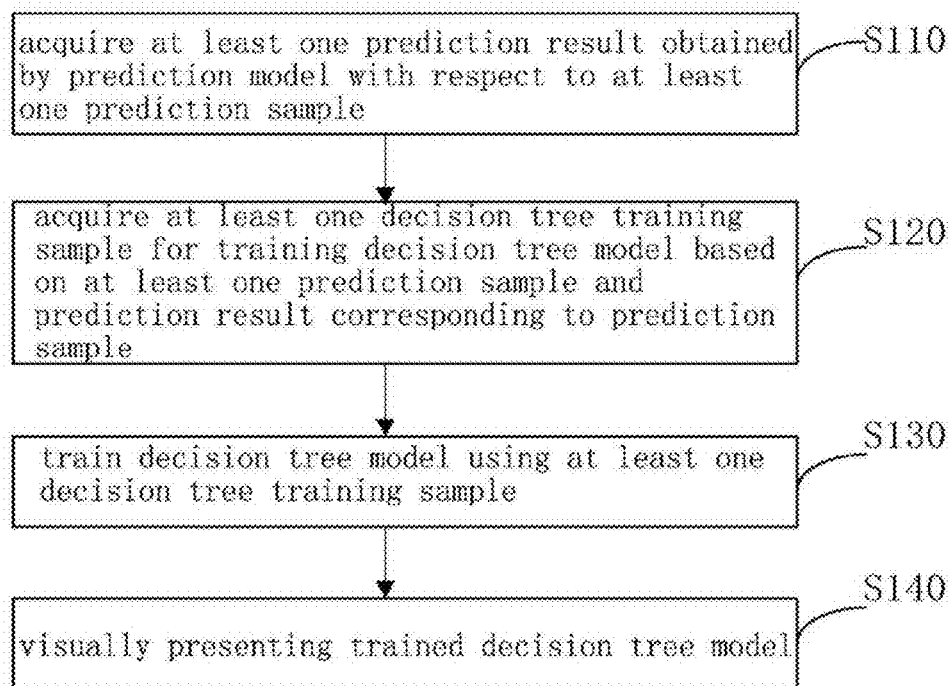 acquire at least one prediction result obtained
by prediction model with respect to at least
one prediction sample
S110
acquire at least one decision tree training
sample for training decision tree model based
on at least one prediction sample and
prediction result corresponding to prediction
sample
S120
train decision tree model using at least one
decision tree training sample
S130
visually presenting trained decision tree model
S140